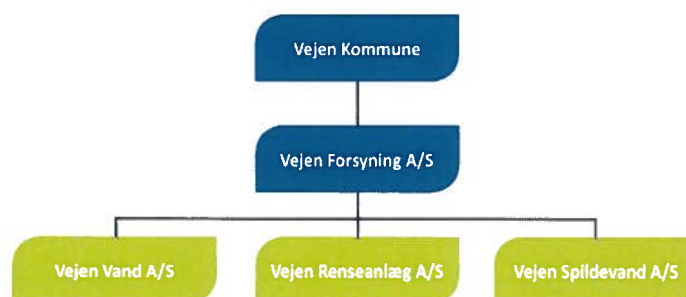 Vejen Kommune
Vejen Forsyning A/S
Vejen Vand A/S
Vejen Renseanlæg A/S
Vejen Spildevand A/S